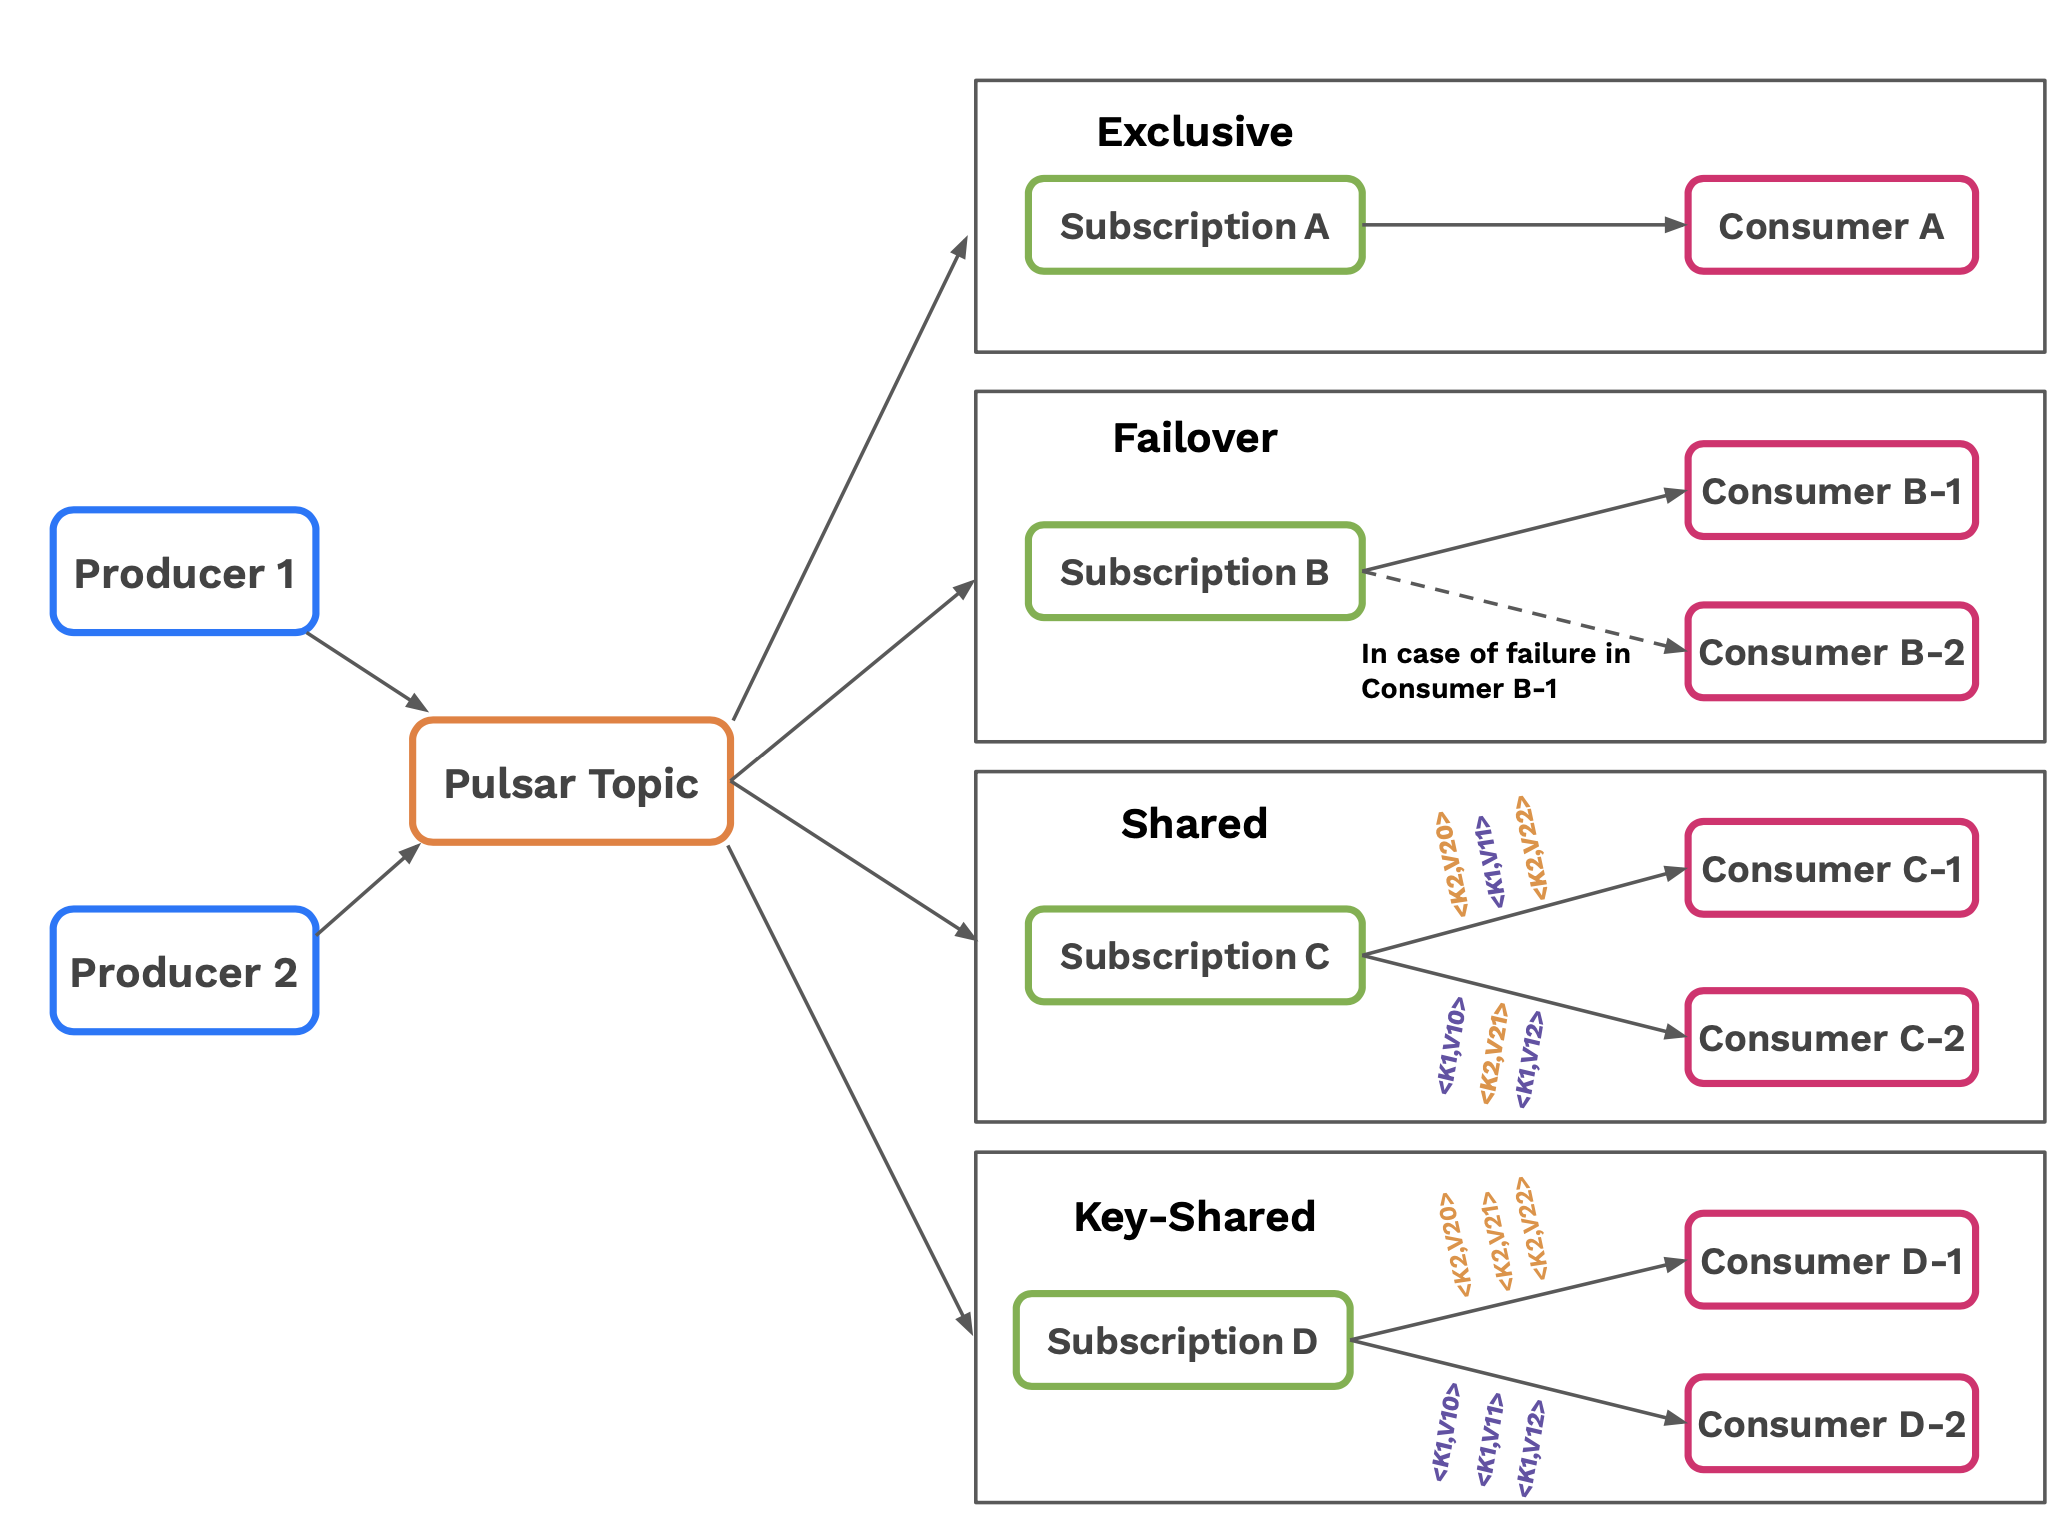 Producer 1
Producer 2
Pulsar Topic
Exclusive
Subscription A
Consumer A
Failover
Subscription B
Consumer B-1
Consumer B-2
In case of failure in
Consumer B-1
Shared
<K2,V20>
<K1,V11>
<K2,V22>
Subscription C
Consumer C-1
Consumer C-2
<K1,V10>
<K2,V21>
<K1,V12>
Key-Shared
<K2,V20>
<K2,V21>
<K2,V22>
Subscription D
Consumer D-1
Consumer D-2
<K1,V10>
<K1,V11>
<K1,V12>